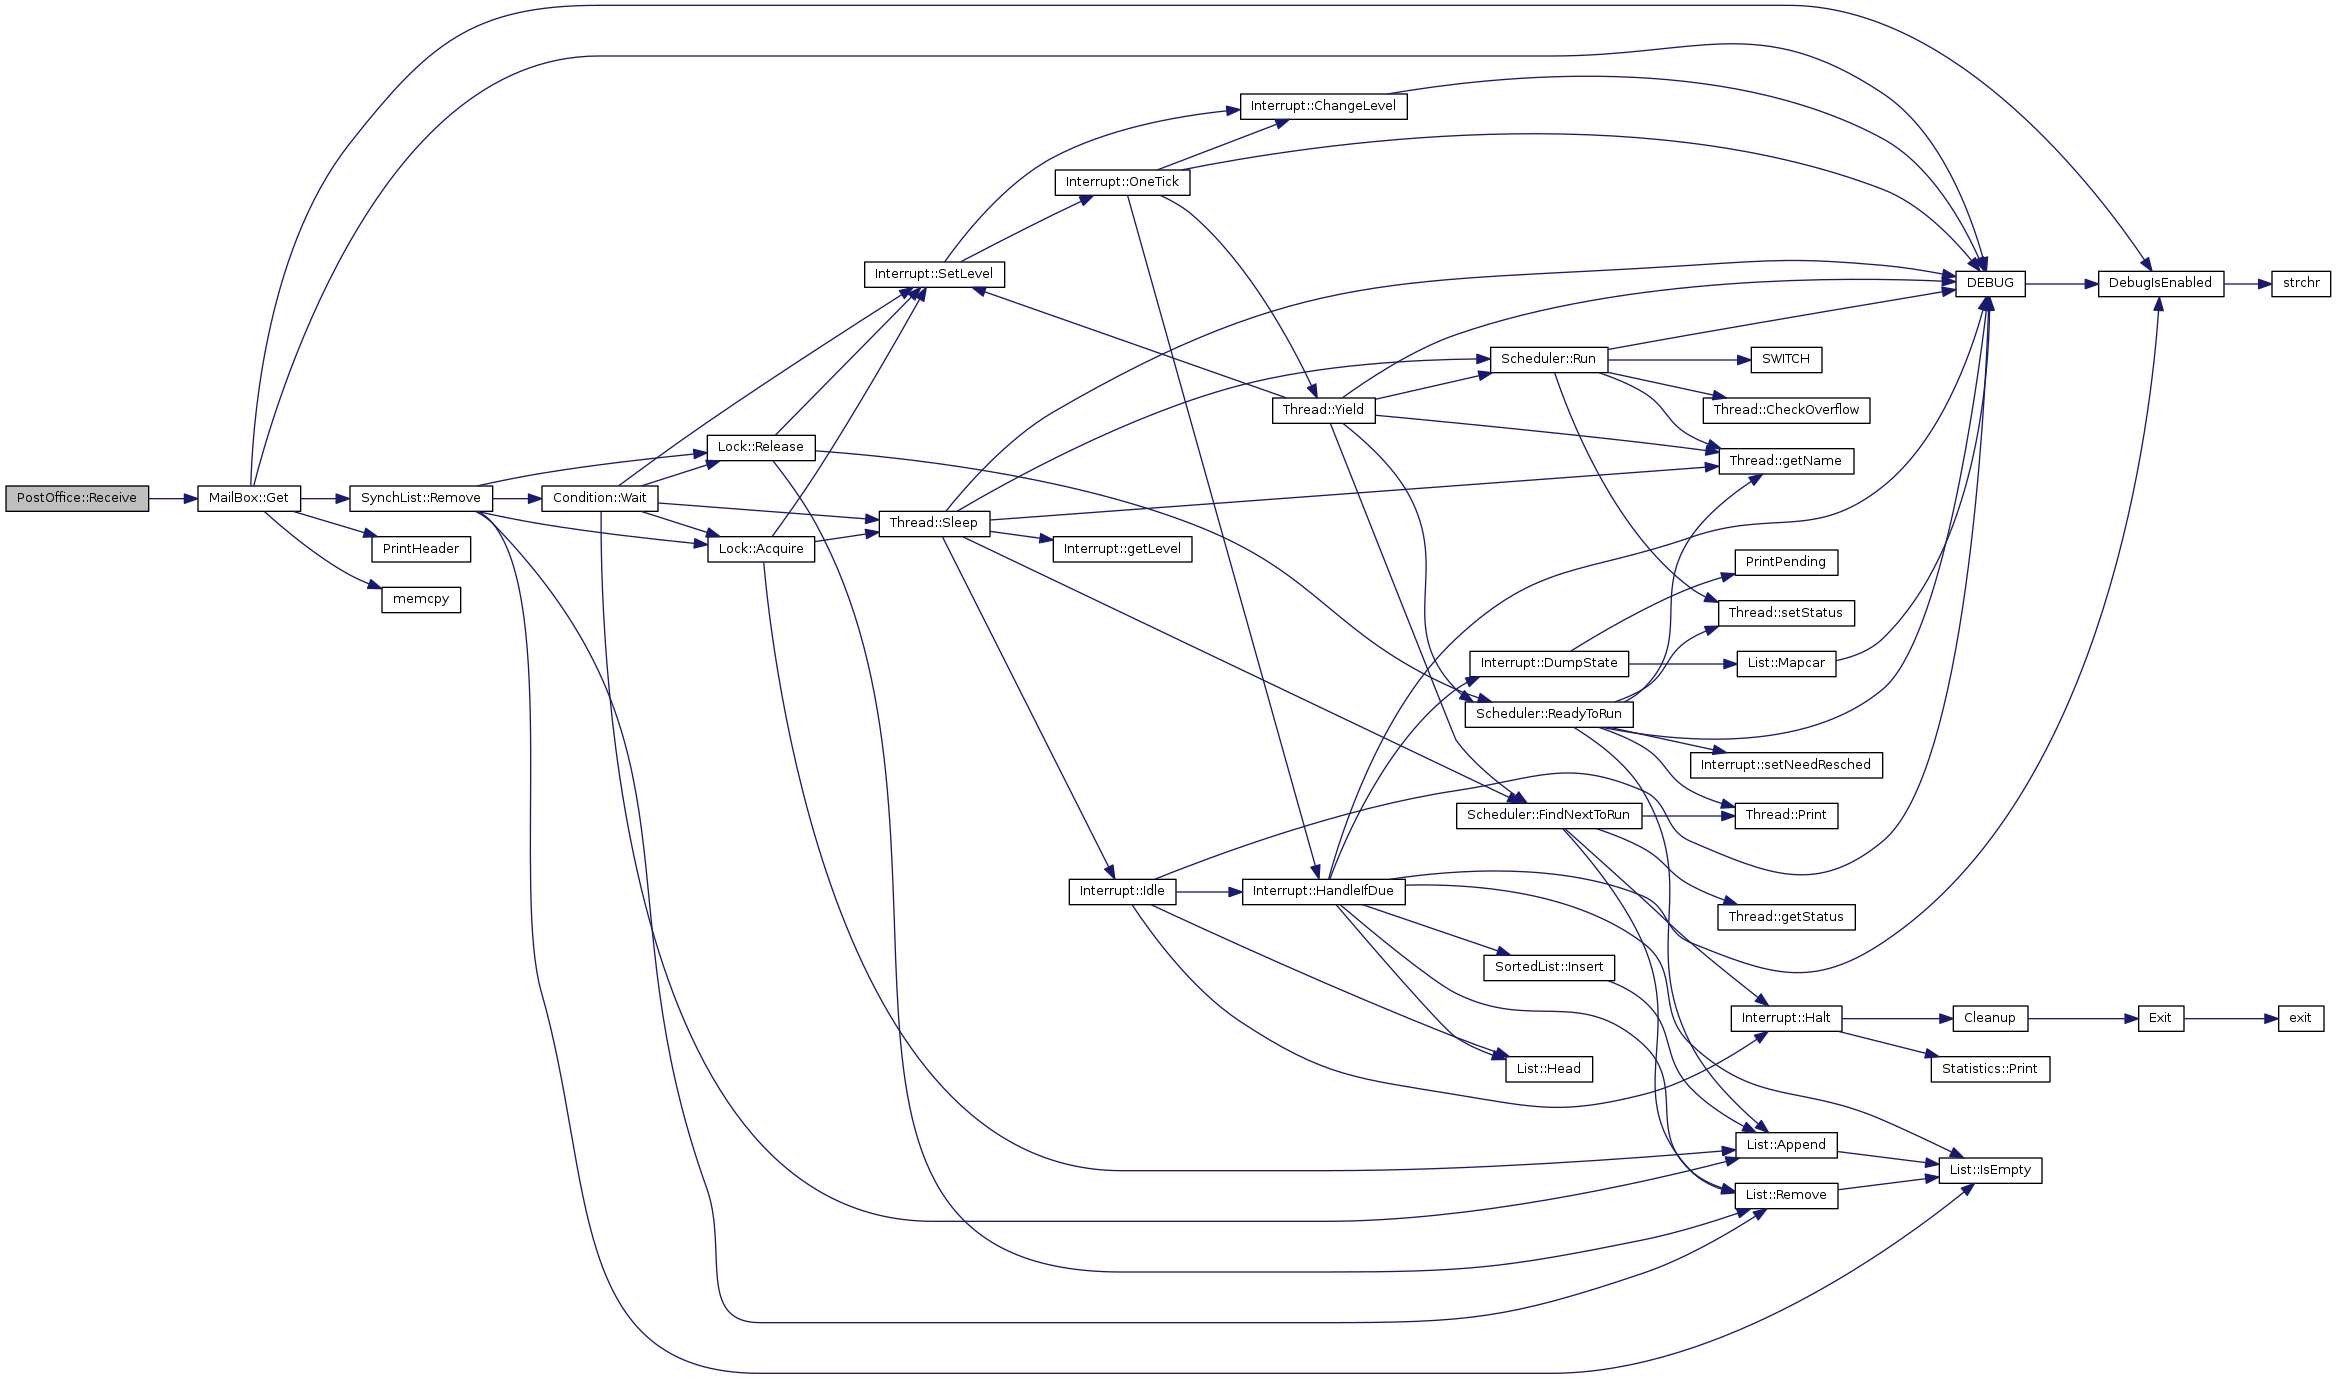 PostOffice::Receive
MailBox::Get
SynchList::Remove
PrintHeader
memcpy
Condition::Wait
Lock::Release
Lock::Acquire
Interrupt::SetLevel
Thread::Sleep
Interrupt::OneTick
Interrupt::getLevel
Interrupt::Idle
Interrupt::ChangeLevel
Thread::Yield
Interrupt::HandleIfDue
Scheduler::Run
Interrupt::DumpState
Scheduler::ReadyToRun
Scheduler::FindNextToRun
SortedList::Insert
List::Head
SWITCH
Thread::CheckOverflow
Thread::getName
PrintPending
Thread::setStatus
List::Mapcar
Interrupt::setNeedResched
Thread::Print
Thread::getStatus
Interrupt::Halt
List::Append
List::Remove
DEBUG
Cleanup
Statistics::Print
List::IsEmpty
DebugIsEnabled
Exit
strchr
exit